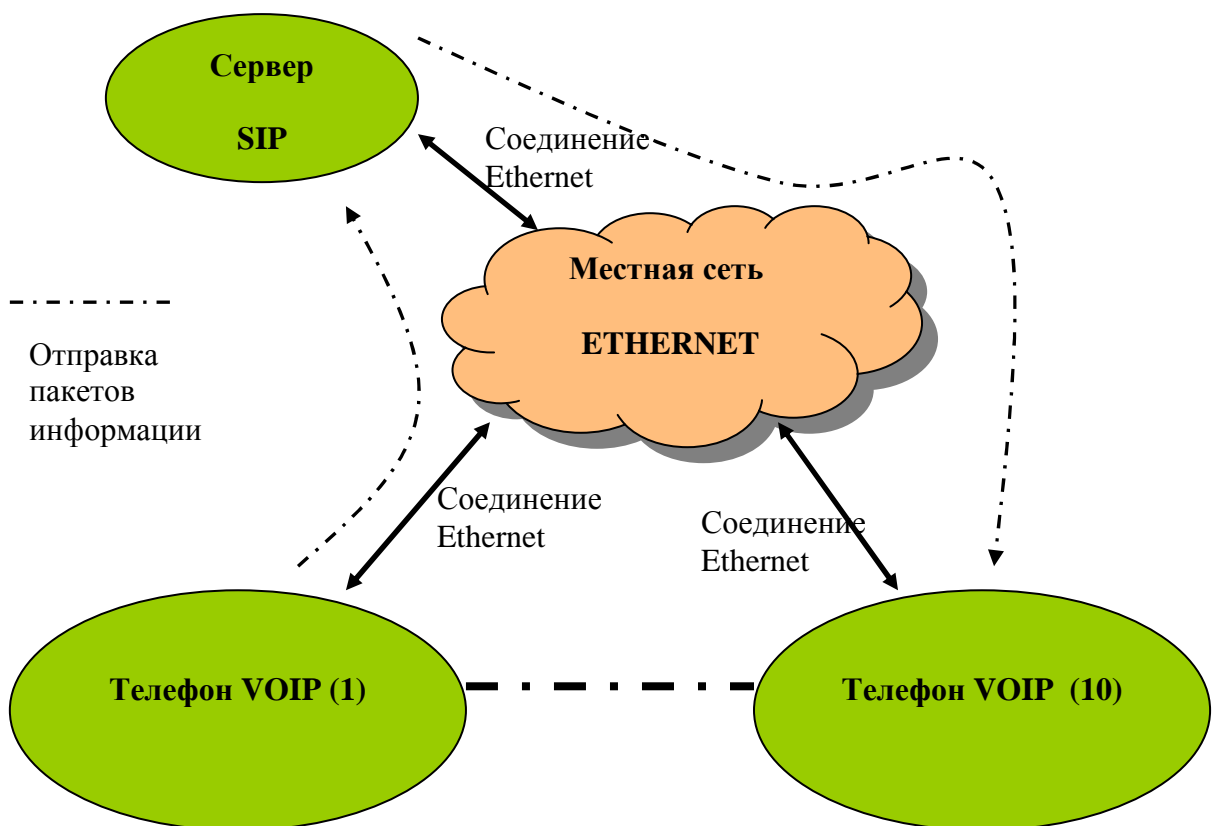 Сервер
SIP
Соединение
Ethernet
Местная сеть
ETHERNET
Отправка
пакетов
информации
Соединение
Ethernet
Соединение
Ethernet
Телефон VOIP (1)
Телефон VOIP (10)